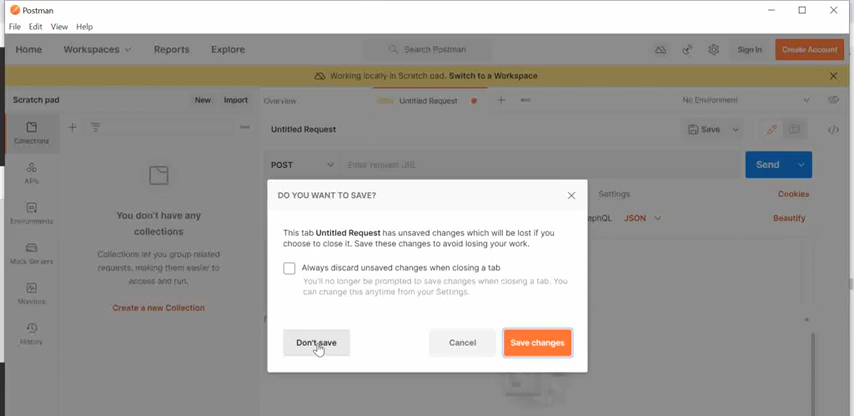 Postman
File Edit View Help
Home Workspaces Reports Explore Search Postman Sign In Create Account
Working locally in Scratch pad. Switch to a Workspace
Scratch pad New Import Overview Untitled Request No Environment
Collections
Untitled Request Save
APIs
POST Enter request URL Send
Environments
Mock Servers
Monitors
History
You don't have any
collections
Collections let you group related
requests, making them easier to
access and run.
Create a new Collection
Settings Cookies
GraphQL JSON Beautify
DO YOU WANT TO SAVE?
This tab Untitled Request has unsaved changes which will be lost if you
choose to close it. Save these changes to avoid losing your work.
Always discard unsaved changes when closing a tab
You'll no longer be prompted to save changes when closing a tab. You
can change this anytime from your Settings.
Don't save Cancel Save changes